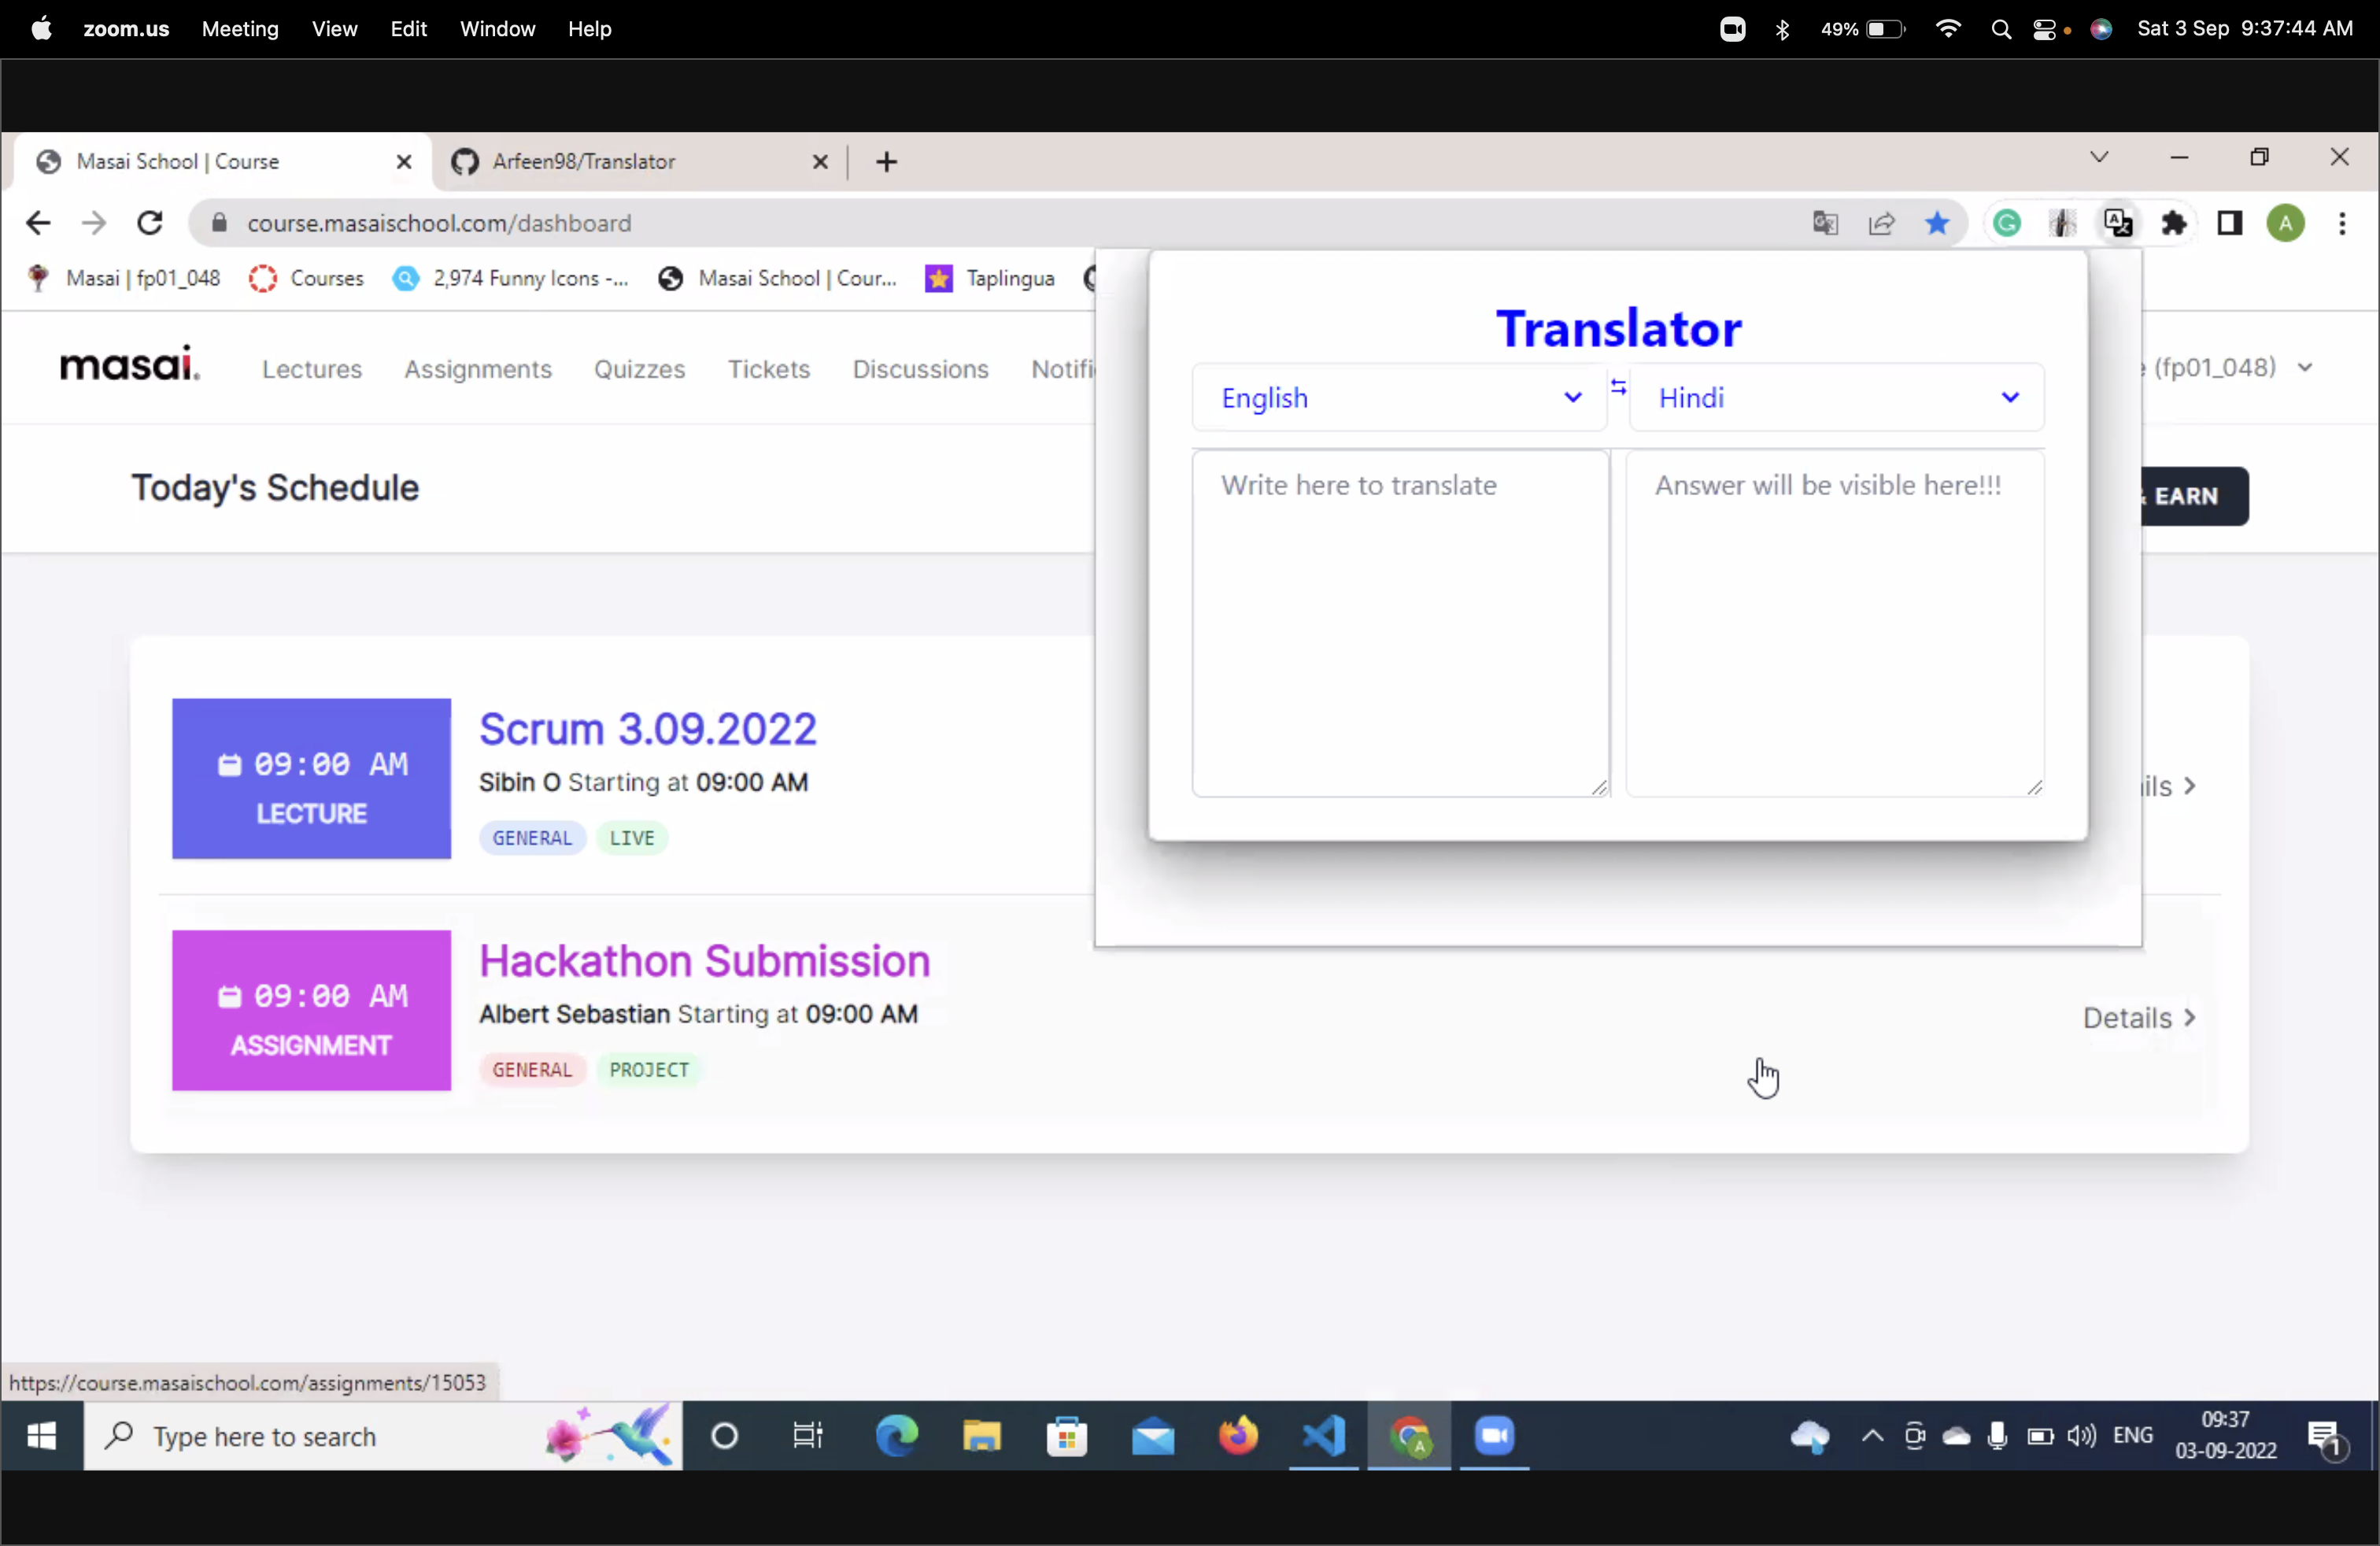 zoom.us Meeting View Edit Window Help 49% Sat 3 Sep 9:37:44 AM
Masai School | Course Arfeen98/Translator
course.masaischool.com/dashboard A
Masai | fp01_048 Courses 2,974 Funny Icons -... Masai School | Cour... Taplingua
masai. Lectures Assignments Quizzes Tickets Discussions Notifi (fp01_048)
Translator
English Hindi
Write here to translate Answer will be visible here!!!
Today's Schedule & EARN
09:00 AM
LECTURE
Scrum 3.09.2022
Sibin O Starting at 09:00 AM
GENERAL LIVE
ils
09:00 AM
ASSIGNMENT
Hackathon Submission
Albert Sebastian Starting at 09:00 AM
GENERAL PROJECT
Details
https://course.masaischool.com/assignments/15053
Type here to search ENG 09:37
03-09-2022 1